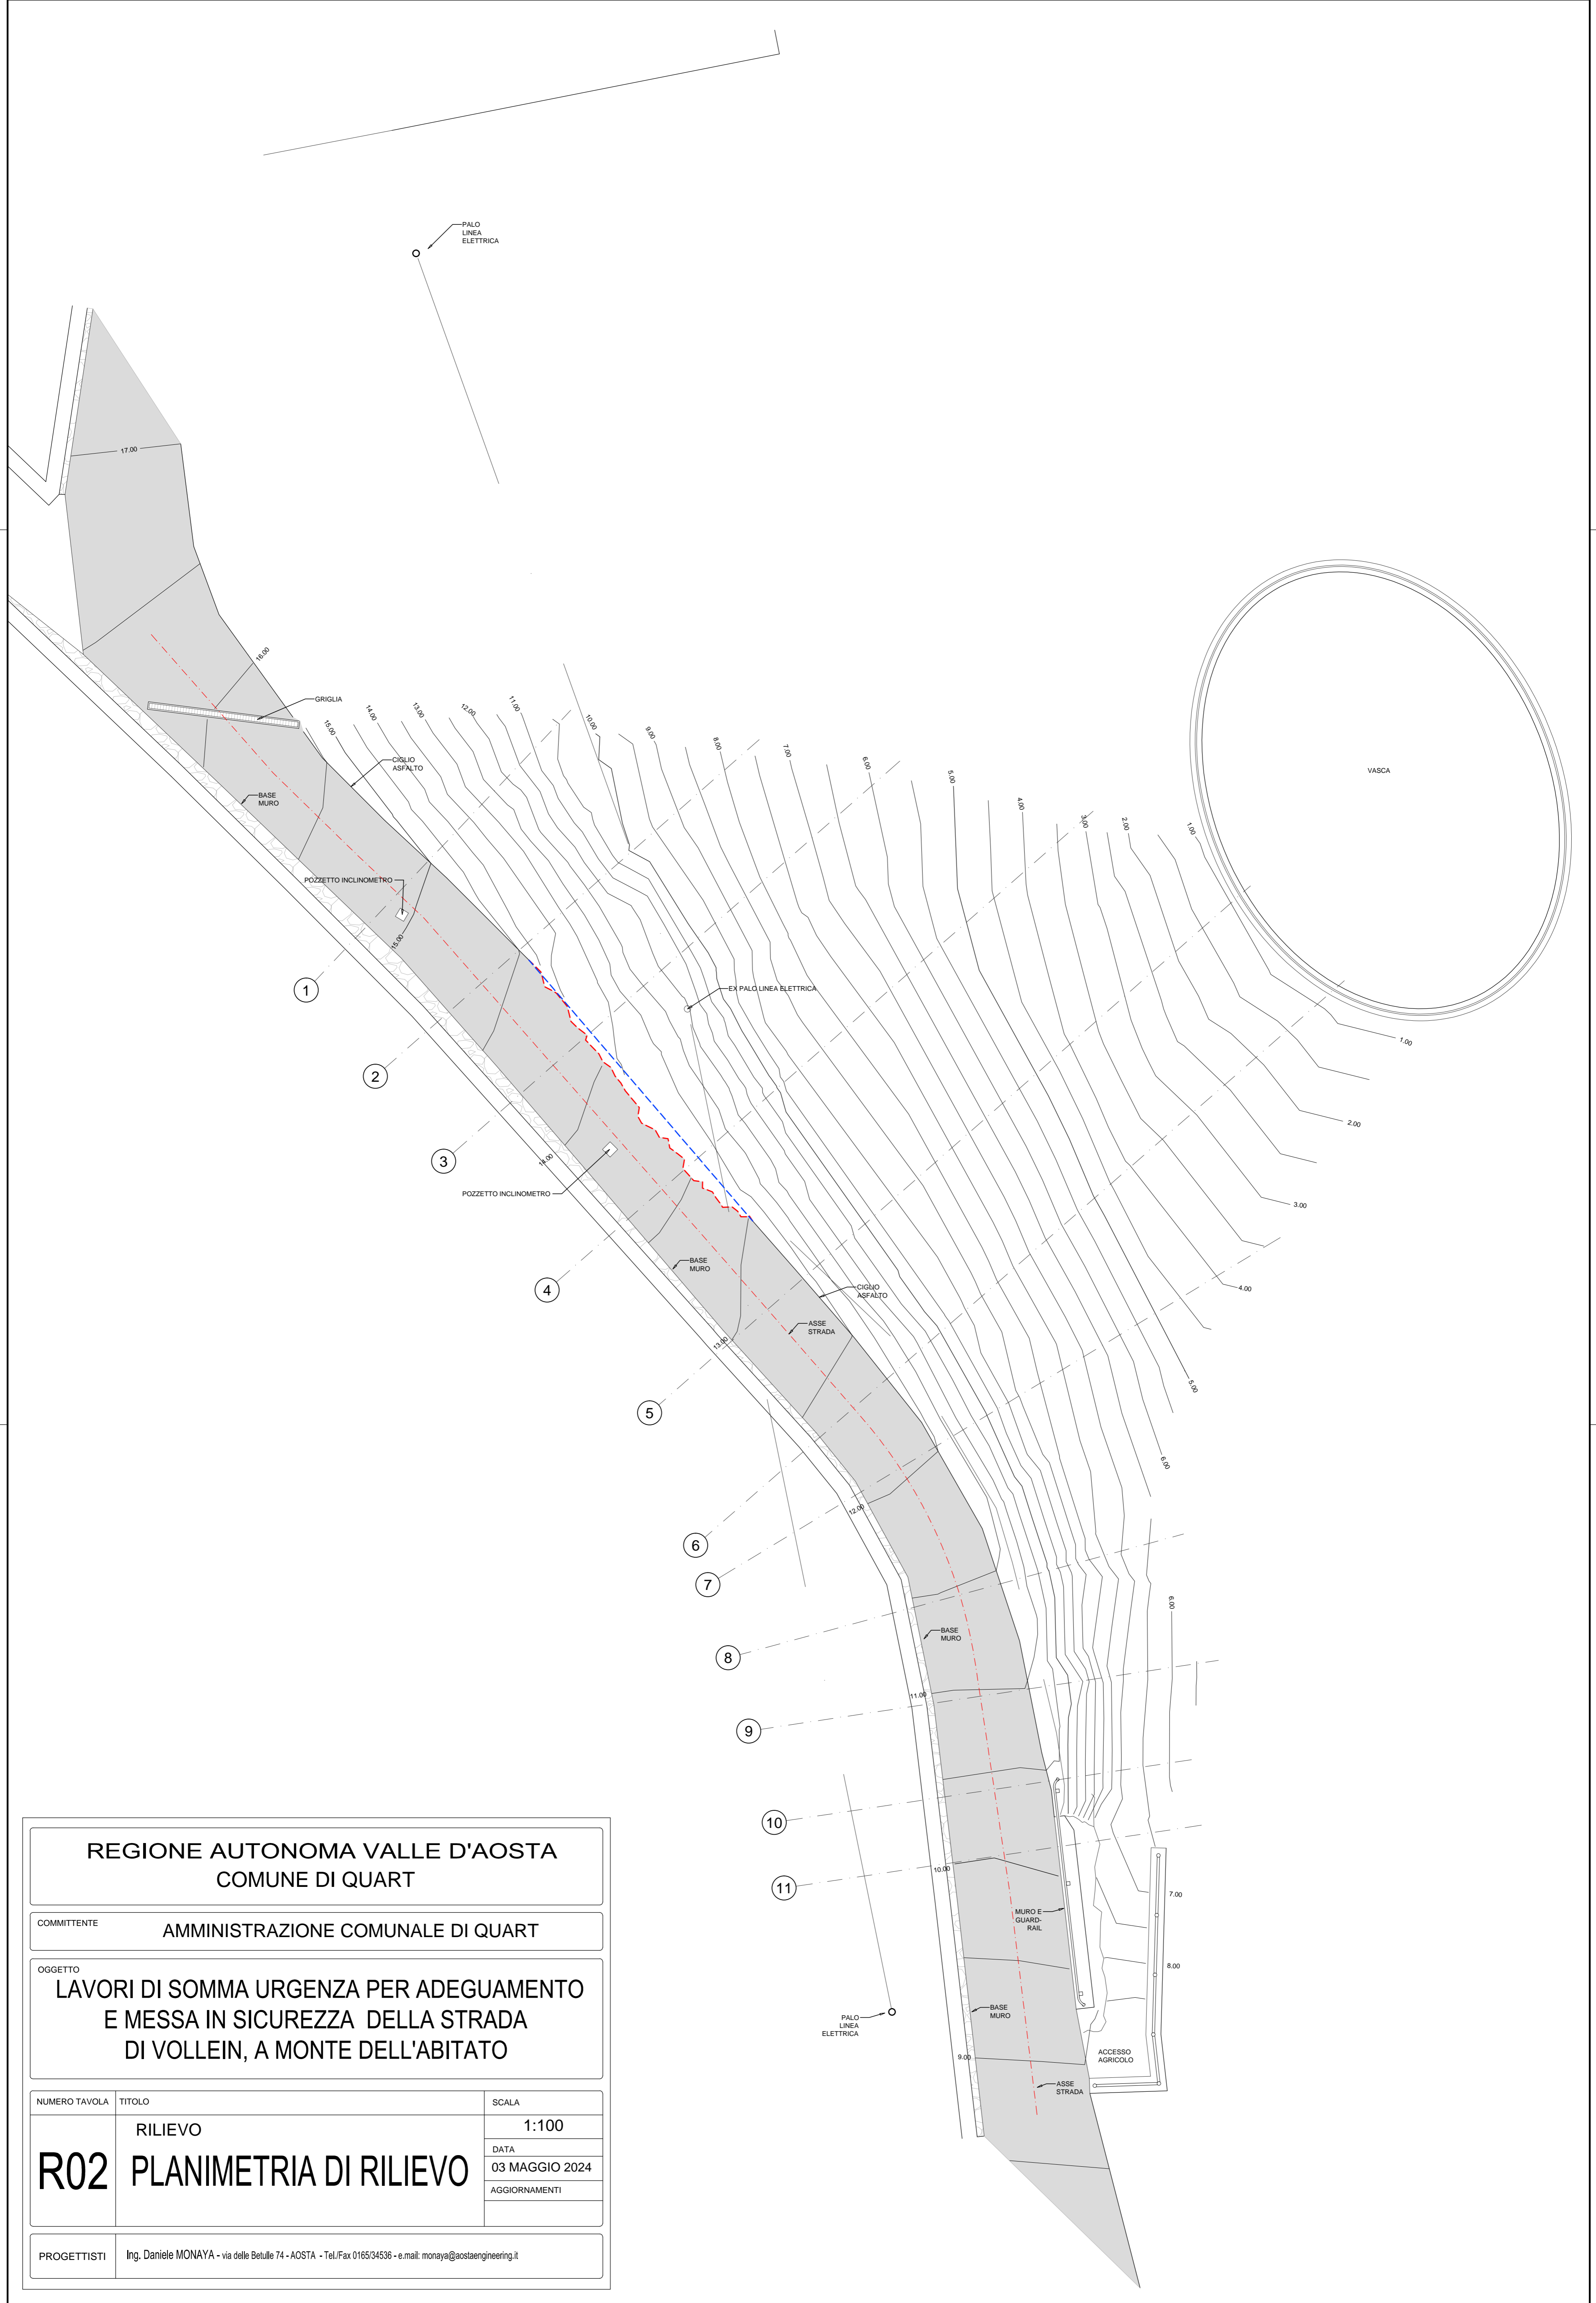 PALO
LINEA
ELETTRICA
17.00
16.00
GRIGLIA
15.00
14.00
13.00
12.00
11.00
10.00
9.00
8.00
7.00
6.00
5.00
4.00
3.00
2.00
1.00
VASCA
CIGLIO
ASFALTO
BASE
MURO
POZZETTO INCLINOMETRO
15.00
1
EX PALO LINEA ELETTRICA
1.00
2
2.00
3
14.00
POZZETTO INCLINOMETRO
3.00
4
BASE
MURO
CIGLIO
ASFALTO
4.00
ASSE
STRADA
13.00
5
5.00
6.00
12.00
6
7
6.00
8
BASE
MURO
11.00
9
10
10.00
11
MURO E
GUARD-
RAIL
7.00
8.00
PALO
LINEA
ELETTRICA
BASE
MURO
9.00
ACCESSO
AGRICOLO
ASSE
STRADA
REGIONE AUTONOMA VALLE D'AOSTA
COMUNE DI QUART
COMMITTENTE
AMMINISTRAZIONE COMUNALE DI QUART
OGGETTO
LAVORI DI SOMMA URGENZA PER ADEGUAMENTO
E MESSA IN SICUREZZA DELLA STRADA
DI VOLLEIN, A MONTE DELL'ABITATO
NUMERO TAVOLA
TITOLO
SCALA
R02
RILIEVO
PLANIMETRIA DI RILIEVO
1:100
DATA
03 MAGGIO 2024
AGGIORNAMENTI
PROGETTISTI
Ing. Daniele MONAYA - via delle Betulle 74 - AOSTA - Tel./Fax 0165/34536 - e.mail: monaya@aostaengineering.it